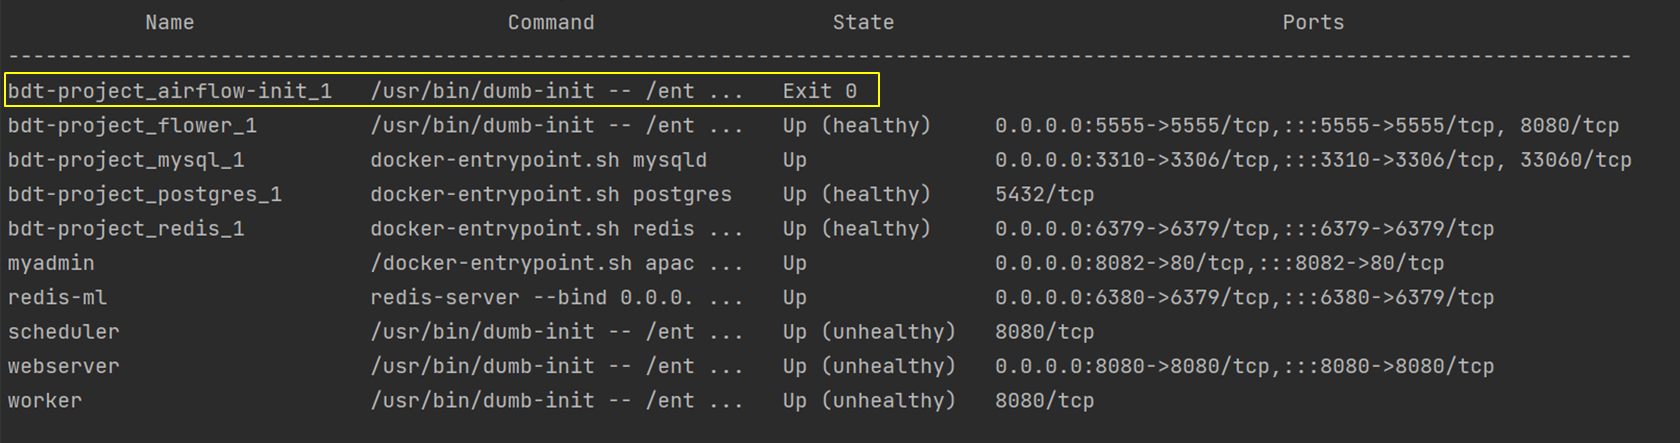 Name Command State Ports
-----------------------------------------------------------------------------------------------------------------------------------
bdt-project_airflow-init_1 /usr/bin/dumb-init -- /ent ... Exit 0
bdt-project_flower_1 /usr/bin/dumb-init -- /ent ... Up (healthy) 0.0.0.0:5555->5555/tcp,:::5555->5555/tcp, 8080/tcp
bdt-project_mysql_1 docker-entrypoint.sh mysqld Up 0.0.0.0:3310->3306/tcp,:::3310->3306/tcp, 33060/tcp
bdt-project_postgres_1 docker-entrypoint.sh postgres Up (healthy) 5432/tcp
bdt-project_redis_1 docker-entrypoint.sh redis ... Up (healthy) 0.0.0.0:6379->6379/tcp,:::6379->6379/tcp
myadmin /docker-entrypoint.sh apac ... Up 0.0.0.0:8082->80/tcp,:::8082->80/tcp
redis-ml redis-server --bind 0.0.0. ... Up 0.0.0.0:6380->6379/tcp,:::6380->6379/tcp
scheduler /usr/bin/dumb-init -- /ent ... Up (unhealthy) 8080/tcp
webserver /usr/bin/dumb-init -- /ent ... Up (unhealthy) 0.0.0.0:8080->8080/tcp,:::8080->8080/tcp
worker /usr/bin/dumb-init -- /ent ... Up (unhealthy) 8080/tcp